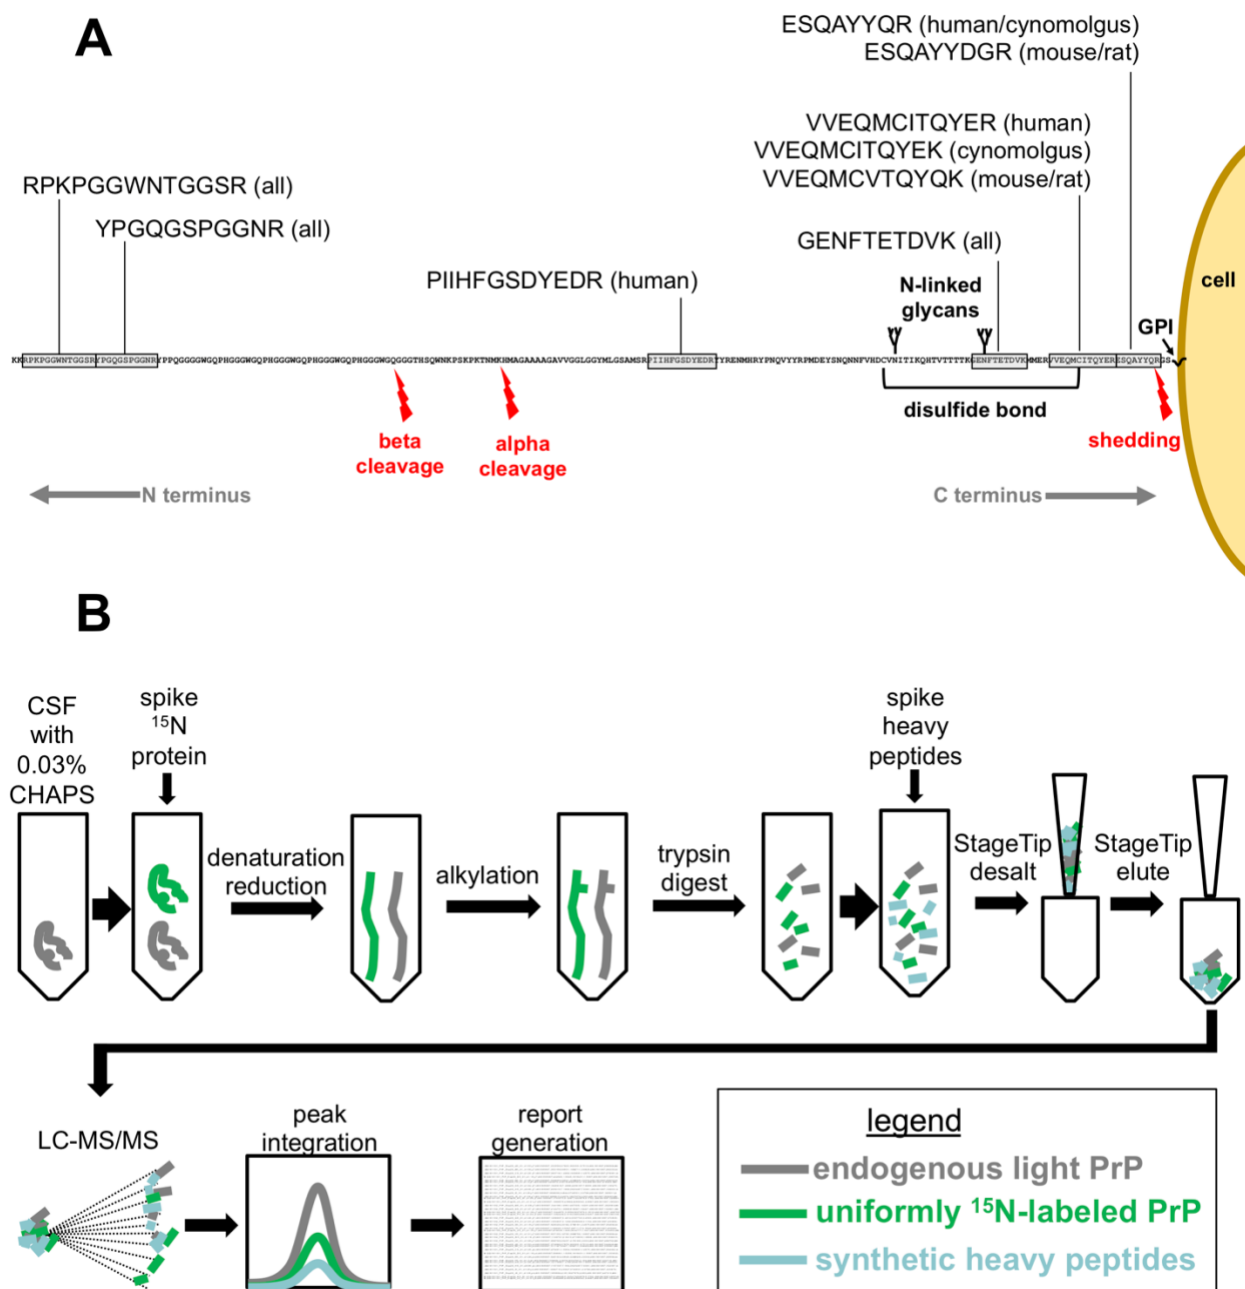 A
ESQAYYQR (human/cynomolgus)
ESQAYYDGR (mouse/rat)
VVEQMCITQYER (human)
VVEQMCITQYEK (cynomolgus)
VVEQMCVTQYQK (mouse/rat)
RPKPGGWNTGGSR (all)
YPGQGSPGGNR (all)
GENFTETDVK (all)
PIIHFGSDYEDR (human)
N-linked
glycans
cell
GPI
KKRPKPGGWNTGGSRYPGQGSPGGNRYPPQGGGGWGQPHGGGWGQPHGGGWGQPHGGGWGQPHGGGWGQGGGTHSQWNKPSKPKTNMKHMAGAAAAGAVVGGLGGYMLGSAMSRPIIHFGSDYEDRYYRENMHRYPNQVYYRPMDEYSNQNNFVHDCVNITIKQHTVTTTTKGENFTETDVKMMERVVEQMCITQYERESQAYYQRGS
disulfide bond
beta
cleavage
alpha
cleavage
shedding
N terminus
C terminus
B
CSF
with
0.03%
CHAPS
spike
¹⁵N
protein
denaturation
reduction
alkylation
trypsin
digest
spike
heavy
peptides
StageTip
desalt
StageTip
elute
LC-MS/MS
peak
integration
report
generation
legend
endogenous light PrP
uniformly ¹⁵N-labeled PrP
synthetic heavy peptides